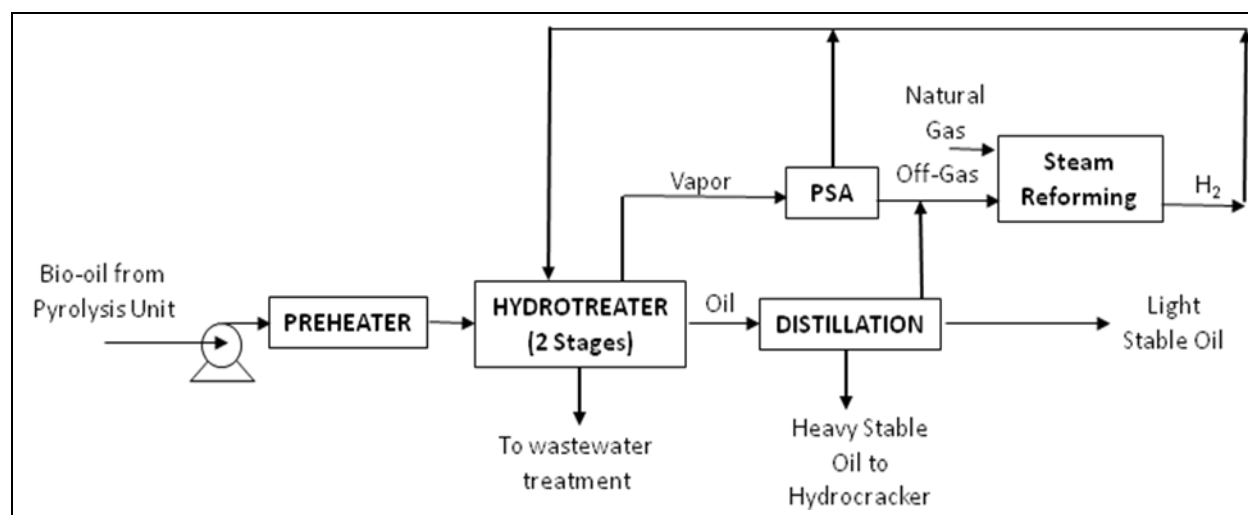 Natural
Gas
Steam
Reforming
Vapor
PSA
Off-Gas
H2
Bio-oil from
Pyrolysis Unit
PREHEATER
HYDROTREATER
(2 Stages)
Oil
DISTILLATION
Light
Stable Oil
To wastewater
treatment
Heavy Stable
Oil to
Hydrocracker